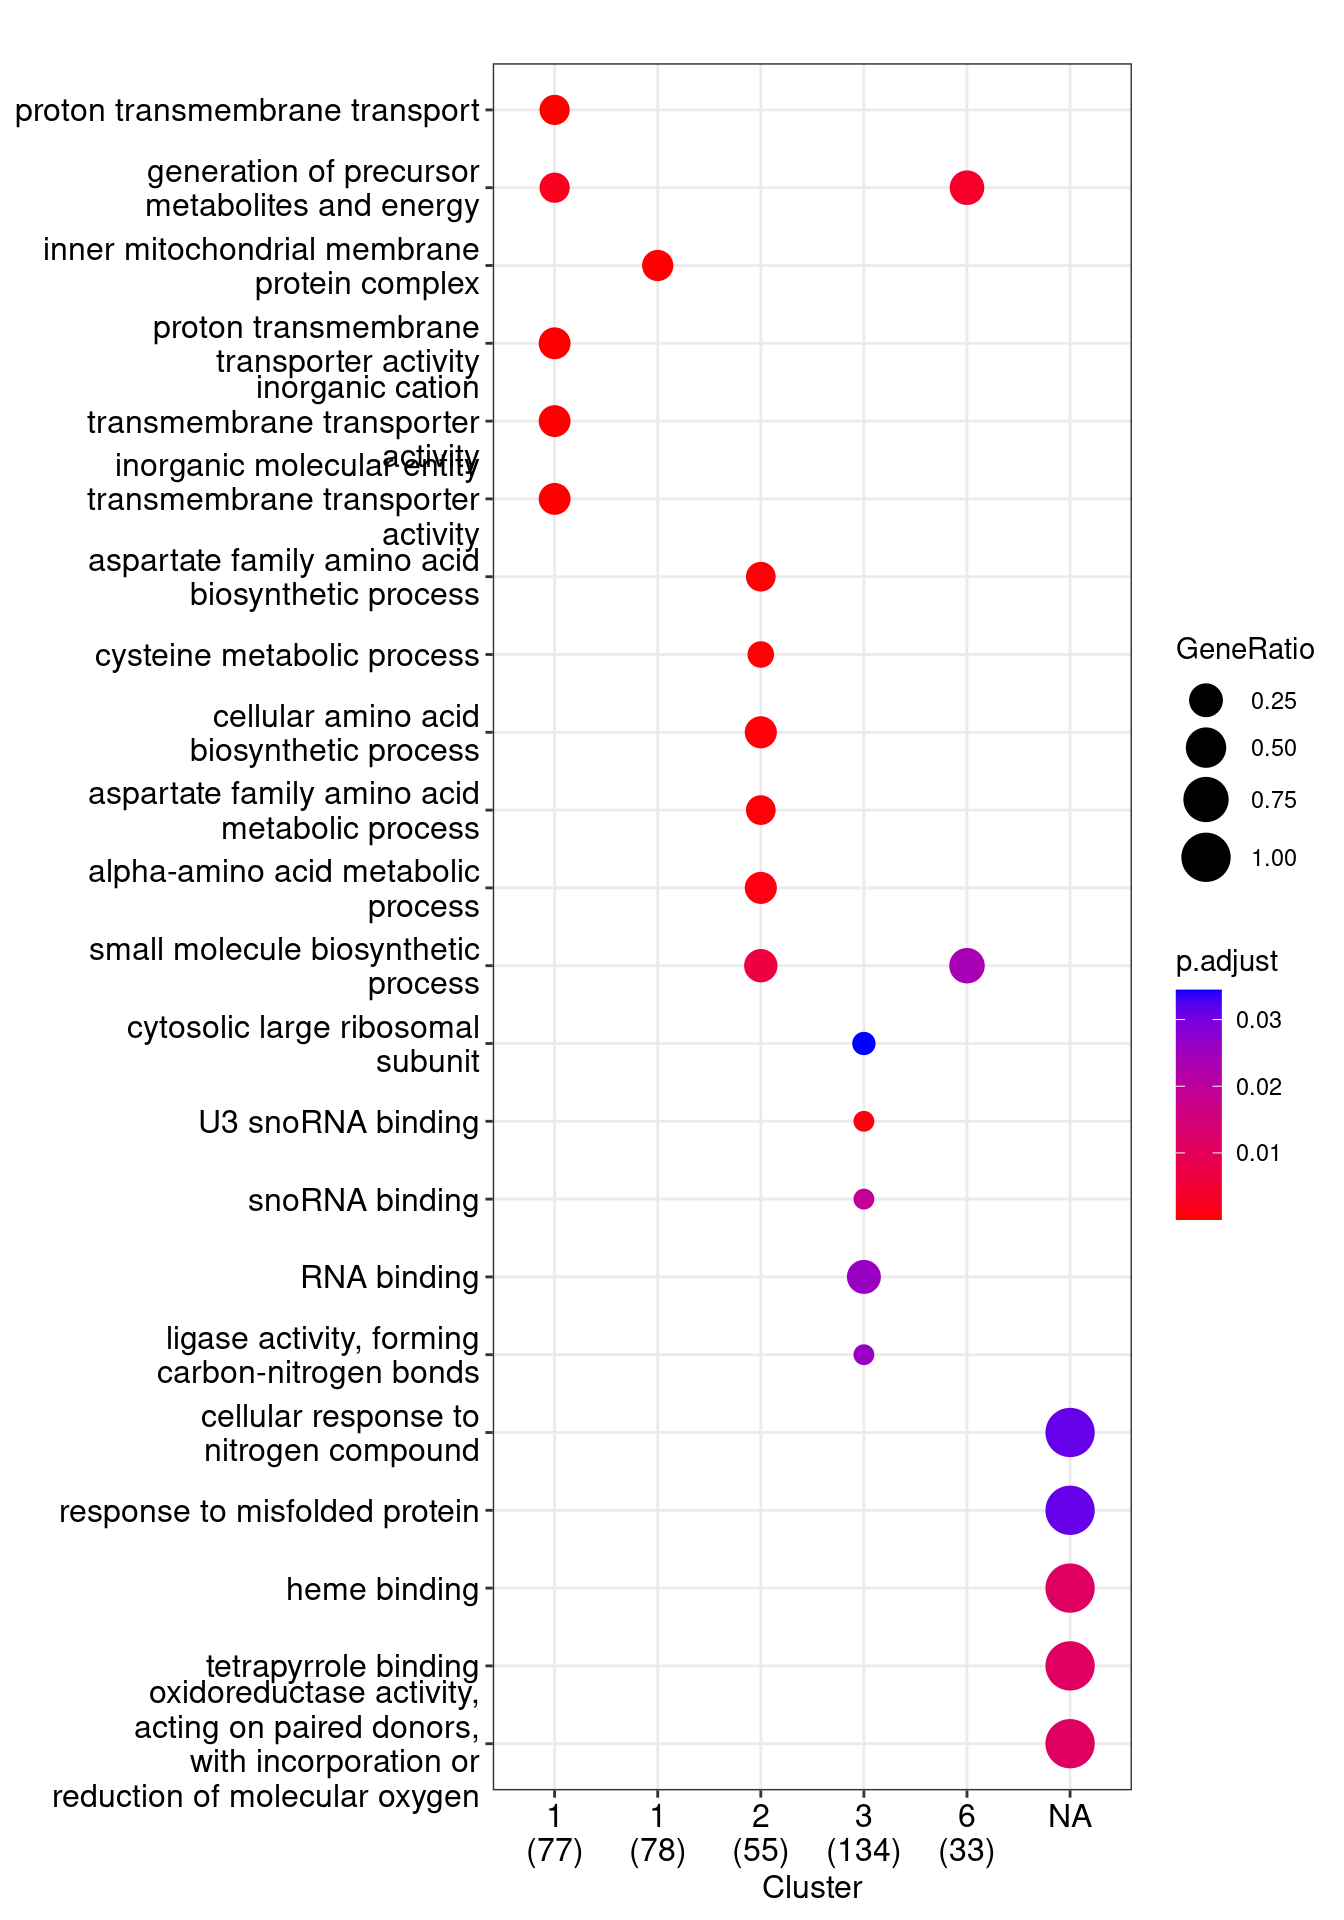 proton transmembrane transport
generation of precursor
metabolites and energy
inner mitochondrial membrane
protein complex
proton transmembrane
transporter activity
inorganic cation
transmembrane transporter
activity
inorganic molecular entity
transmembrane transporter
activity
aspartate family amino acid
biosynthetic process
cysteine metabolic process
cellular amino acid
biosynthetic process
aspartate family amino acid
metabolic process
alpha-amino acid metabolic
process
small molecule biosynthetic
process
cytosolic large ribosomal
subunit
U3 snoRNA binding
snoRNA binding
RNA binding
ligase activity, forming
carbon-nitrogen bonds
cellular response to
nitrogen compound
response to misfolded protein
heme binding
tetrapyrrole binding
oxidoreductase activity,
acting on paired donors,
with incorporation or
reduction of molecular oxygen
1 1 2 3 6 NA
(77) (78) (55) (134) (33)
Cluster
GeneRatio
0.25
0.50
0.75
1.00
p.adjust
0.03
0.02
0.01